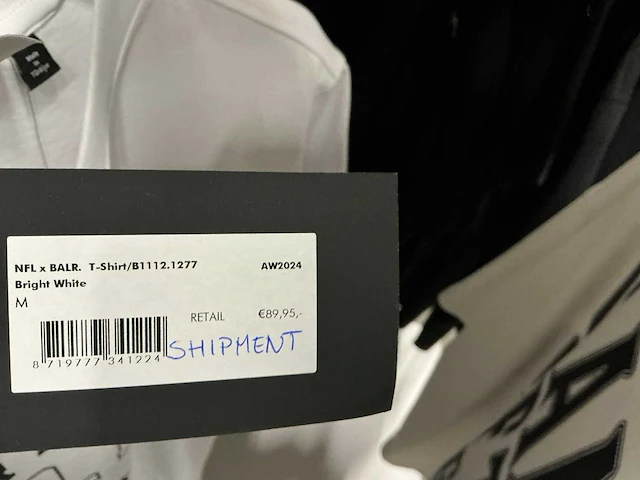 NFL x BALR. T-Shirt/B1112.1277 AW2024
Bright White
M
RETAIL €89,95,-
8 719777 341224
SHIPMENT